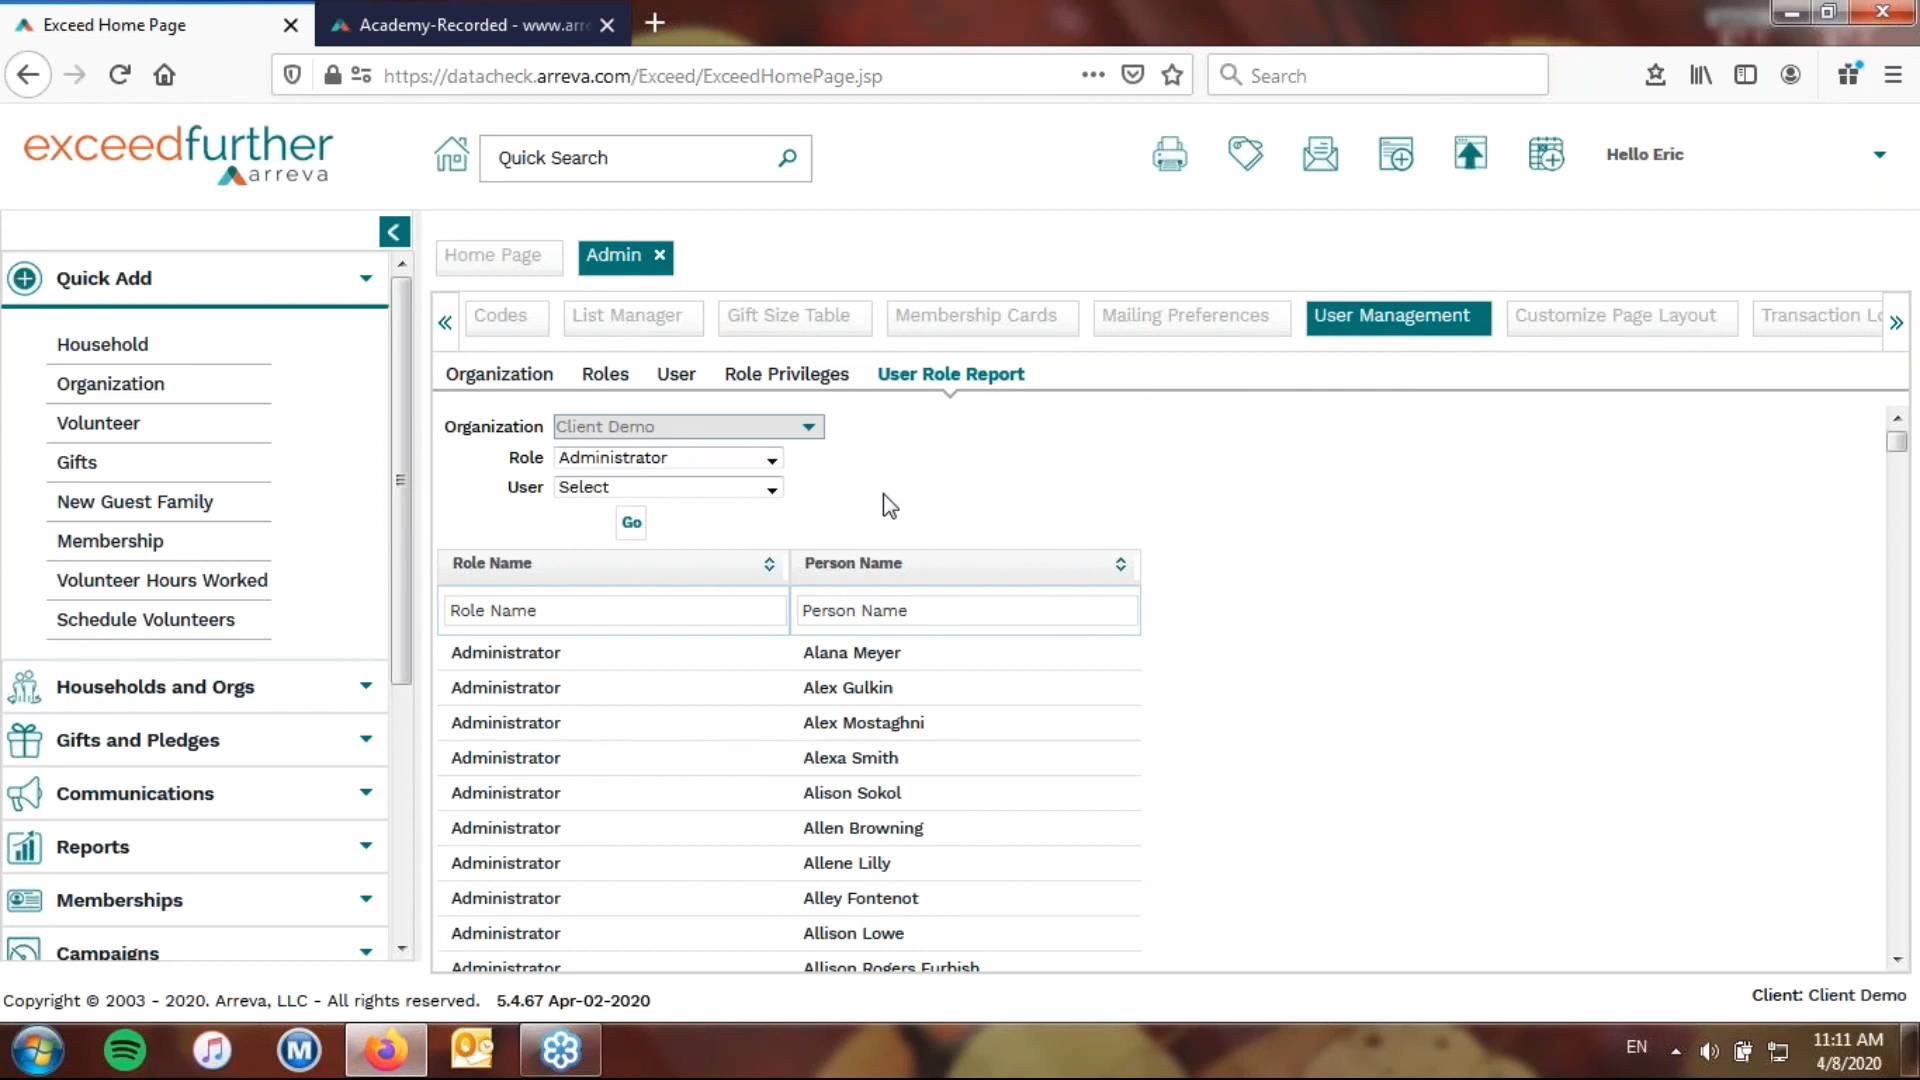 Exceed Home Page
Academy-Recorded - www.arre
https://datacheck.arreva.com/Exceed/ExceedHomePage.jsp
Search
exceedfurther
arreva
Quick Search
Hello Eric
Home Page
Admin
Quick Add
Household
Organization
Volunteer
Gifts
New Guest Family
Membership
Volunteer Hours Worked
Schedule Volunteers
Households and Orgs
Gifts and Pledges
Communications
Reports
Memberships
Campaigns
Codes
List Manager
Gift Size Table
Membership Cards
Mailing Preferences
User Management
Customize Page Layout
Transaction Lo
Organization
Roles
User
Role Privileges
User Role Report
Organization Client Demo
Role Administrator
User Select
Go
Role Name Person Name
Role Name Person Name
Administrator Alana Meyer
Administrator Alex Gulkin
Administrator Alex Mostaghni
Administrator Alexa Smith
Administrator Alison Sokol
Administrator Allen Browning
Administrator Allene Lilly
Administrator Alley Fontenot
Administrator Allison Lowe
Administrator Allison Rogers Furbish
Copyright © 2003 - 2020. Arreva, LLC - All rights reserved. 5.4.67 Apr-02-2020
Client: Client Demo
EN
11:11 AM
4/8/2020